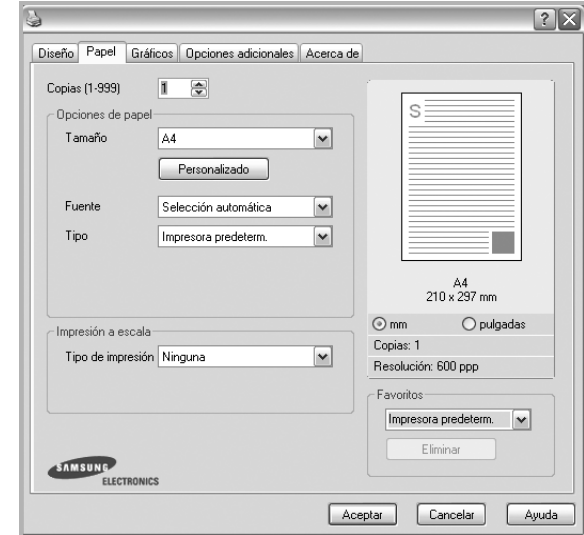 Diseño Papel Gráficos Opciones adicionales Acerca de
Copias (1-999) 1
Opciones de papel
Tamaño A4
Personalizado
Fuente Selección automática
Tipo Impresora predeterm.
Impresión a escala
Tipo de impresión Ninguna
SAMSUNG
ELECTRONICS
S
A4
210 x 297 mm
mm pulgadas
Copias: 1
Resolución: 600 ppp
Favoritos
Impresora predeterm.
Eliminar
Aceptar Cancelar Ayuda